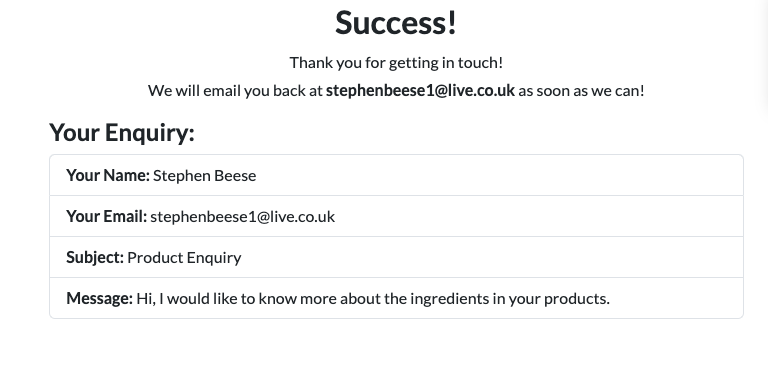 Success!
Thank you for getting in touch!
We will email you back at stephenbeese1@live.co.uk as soon as we can!
Your Enquiry:
Your Name: Stephen Beese
Your Email: stephenbeese1@live.co.uk
Subject: Product Enquiry
Message: Hi, I would like to know more about the ingredients in your products.